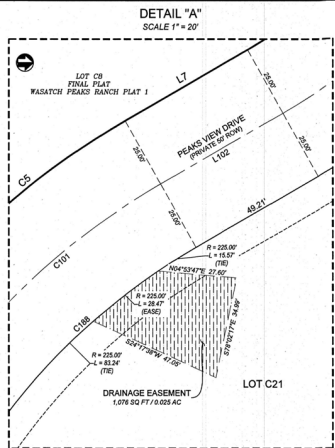 DETAIL "A"
SCALE 1" = 20'
LOT C8
FINAL PLAT
WASATCH PEAKS RANCH PLAT 1
L7
25.00'
25.00'
PEAKS VIEW DRIVE
(PRIVATE 50' ROW)
L102
C5
25.00'
25.00'
49.21'
C101
R = 225.00'
L = 15.57'
(TIE)
N04°53'47"E 27.60'
R = 225.00'
L = 28.47'
(EASE)
C188
S78°02'17"E 34.99'
R = 225.00'
L = 83.24'
(TIE)
S24°17'38"W 47.05'
LOT C21
DRAINAGE EASEMENT
1,076 SQ FT / 0.025 AC